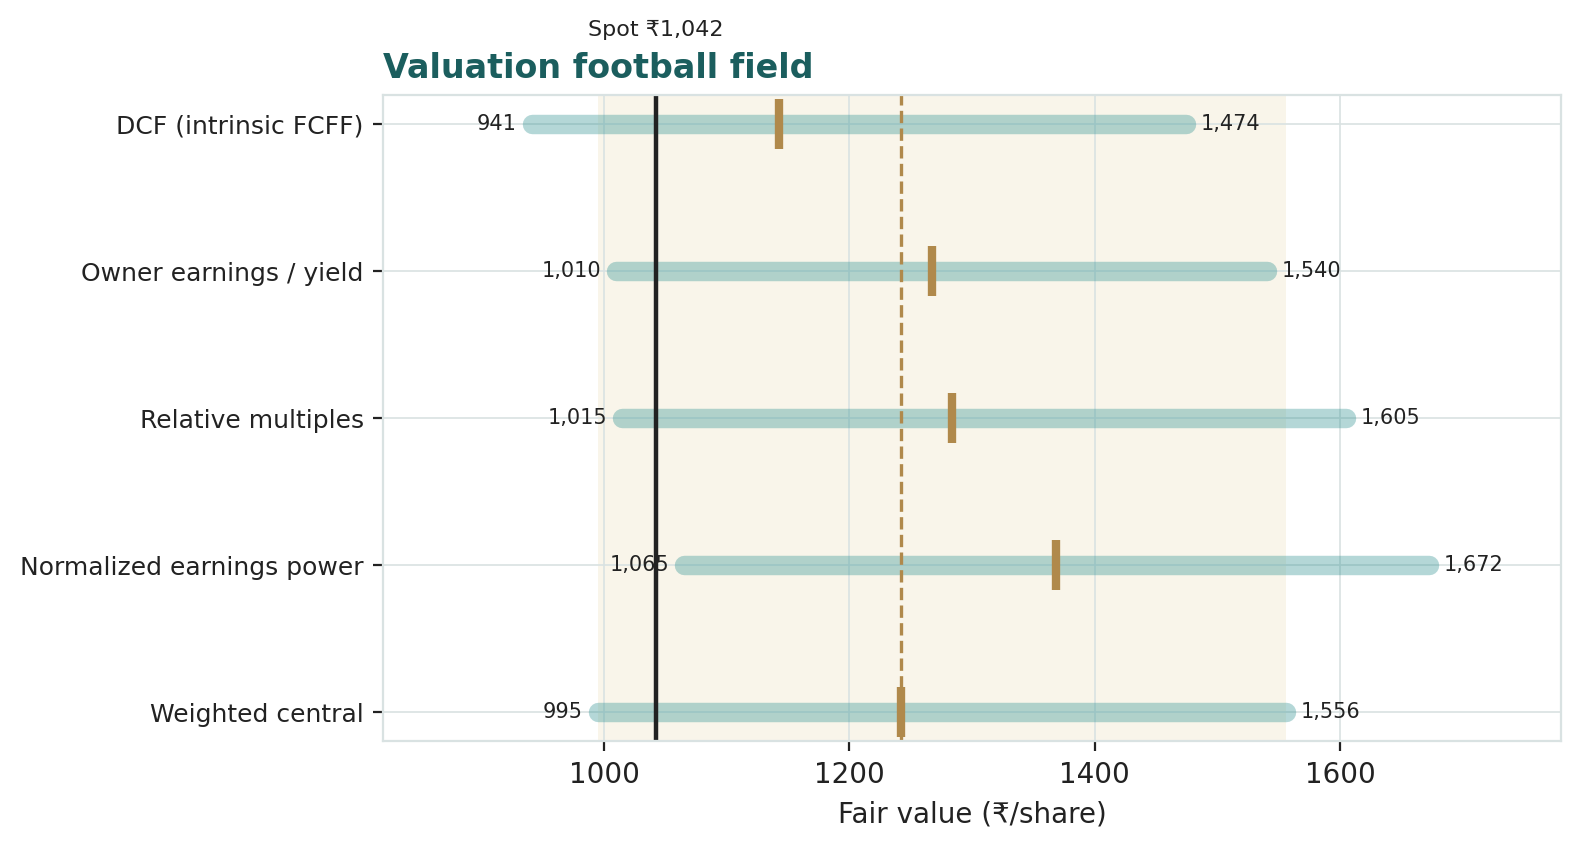 Spot ₹1,042
Valuation football field
DCF (intrinsic FCFF)
941
1,474
Owner earnings / yield
1,010
1,540
Relative multiples
1,015
1,605
Normalized earnings power
1,065
1,672
Weighted central
995
1,556
1000
1200
1400
1600
Fair value (₹/share)